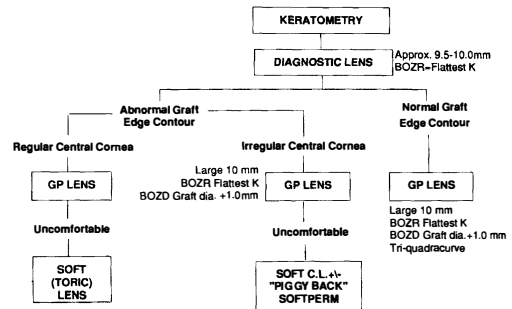 KERATOMETRY
DIAGNOSTIC LENS
Approx. 9.5-10.0mm
BOZR=Flattest K
Abnormal Graft
Edge Contour
Normal Graft
Edge Contour
Regular Central Cornea
Irregular Central Cornea
GP LENS
Large 10 mm
BOZR Flattest K
BOZD Graft dia. +1.0mm
GP LENS
GP LENS
Large 10 mm
BOZR Flattest K
BOZD Graft dia.+1.0 mm
Tri-quadracurve
Uncomfortable
Uncomfortable
SOFT
(TORIC)
LENS
SOFT C.L.+\-
"PIGGY BACK"
SOFTPERM